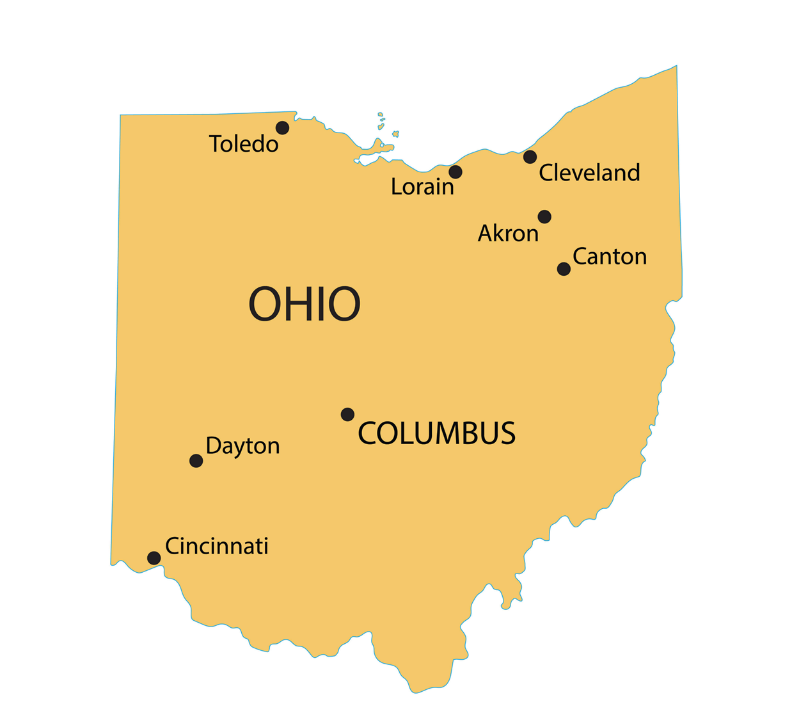 Toledo
Cleveland
Lorain
Akron
Canton
OHIO
COLUMBUS
Dayton
Cincinnati